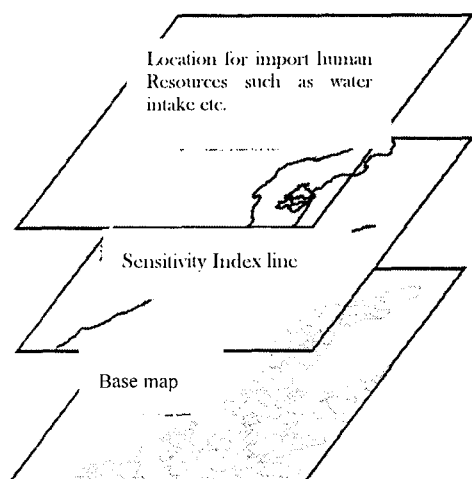 Location for import human
Resources such as water
intake etc.
Sensitivity Index line
Base map